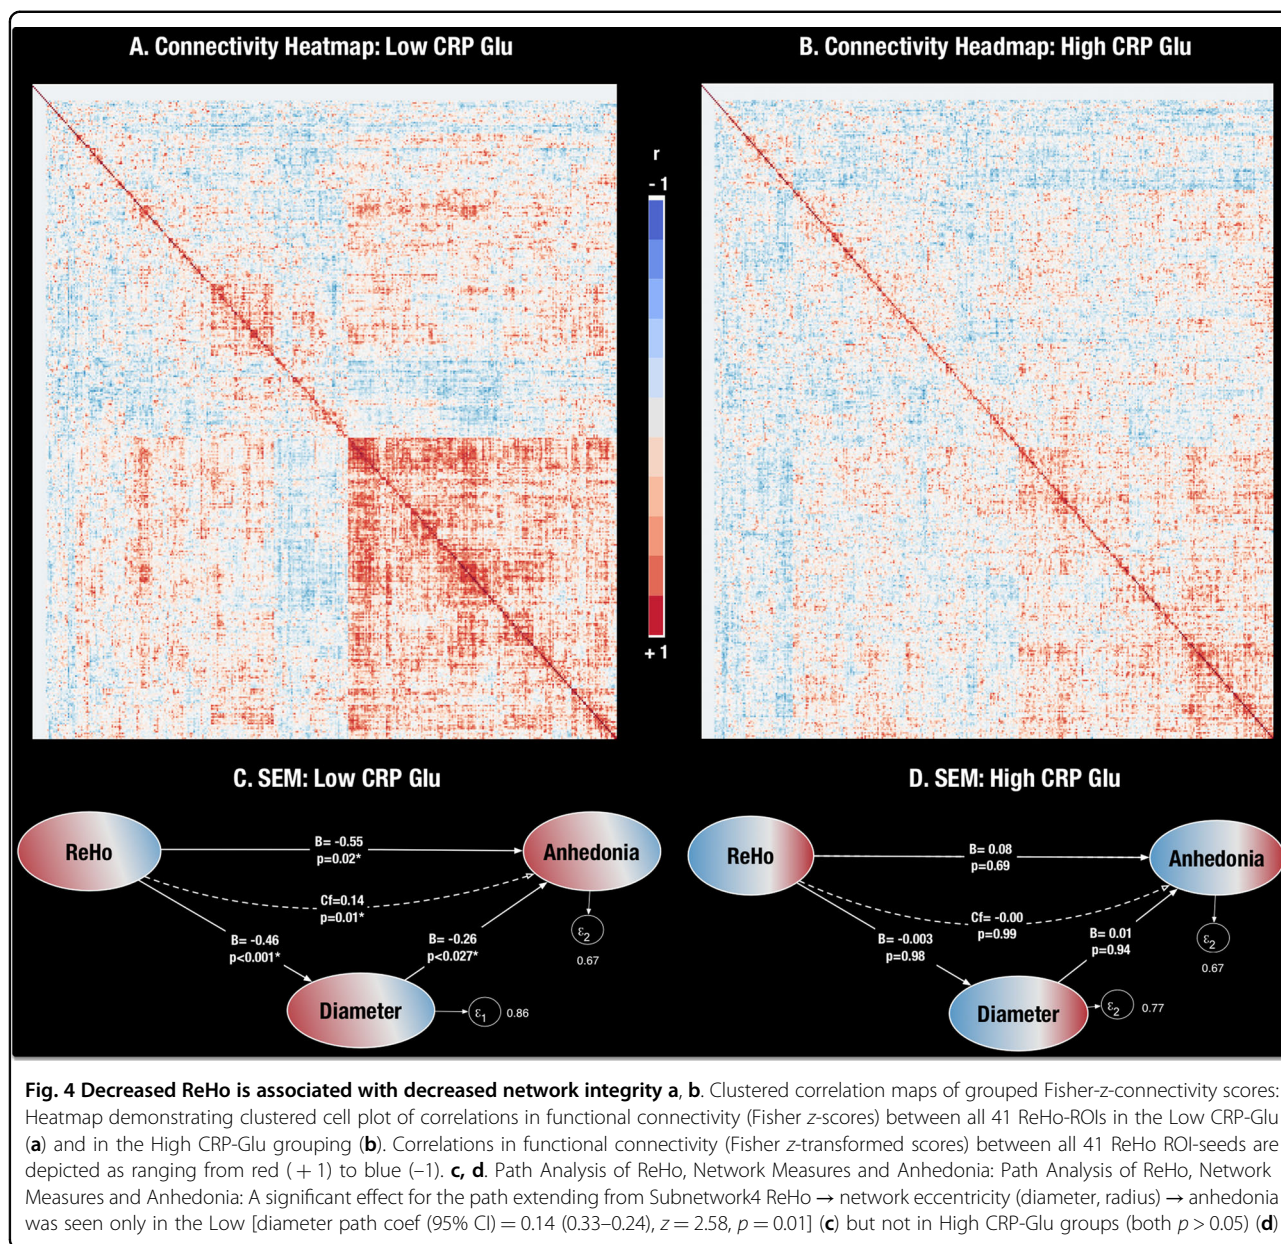 A. Connectivity Heatmap: Low CRP Glu
B. Connectivity Headmap: High CRP Glu
r
- 1
+ 1
C. SEM: Low CRP Glu
D. SEM: High CRP Glu
ReHo
B= -0.55
p=0.02*
Anhedonia
Cf=0.14
p=0.01*
B= -0.46
p<0.001*
B= -0.26
p<0.027*
ε2
0.67
Diameter
ε1
0.86
ReHo
B= 0.08
p=0.69
Anhedonia
Cf= -0.00
p=0.99
B= -0.003
p=0.98
B= 0.01
p=0.94
ε2
0.67
Diameter
ε2
0.77
Fig. 4 Decreased ReHo is associated with decreased network integrity a, b. Clustered correlation maps of grouped Fisher-z-connectivity scores:
Heatmap demonstrating clustered cell plot of correlations in functional connectivity (Fisher z-scores) between all 41 ReHo-ROIs in the Low CRP-Glu
(a) and in the High CRP-Glu grouping (b). Correlations in functional connectivity (Fisher z-transformed scores) between all 41 ReHo ROI-seeds are
depicted as ranging from red ( + 1) to blue (–1). c, d. Path Analysis of ReHo, Network Measures and Anhedonia: Path Analysis of ReHo, Network
Measures and Anhedonia: A significant effect for the path extending from Subnetwork4 ReHo → network eccentricity (diameter, radius) → anhedonia
was seen only in the Low [diameter path coef (95% CI) = 0.14 (0.33–0.24), z = 2.58, p = 0.01] (c) but not in High CRP-Glu groups (both p > 0.05) (d)